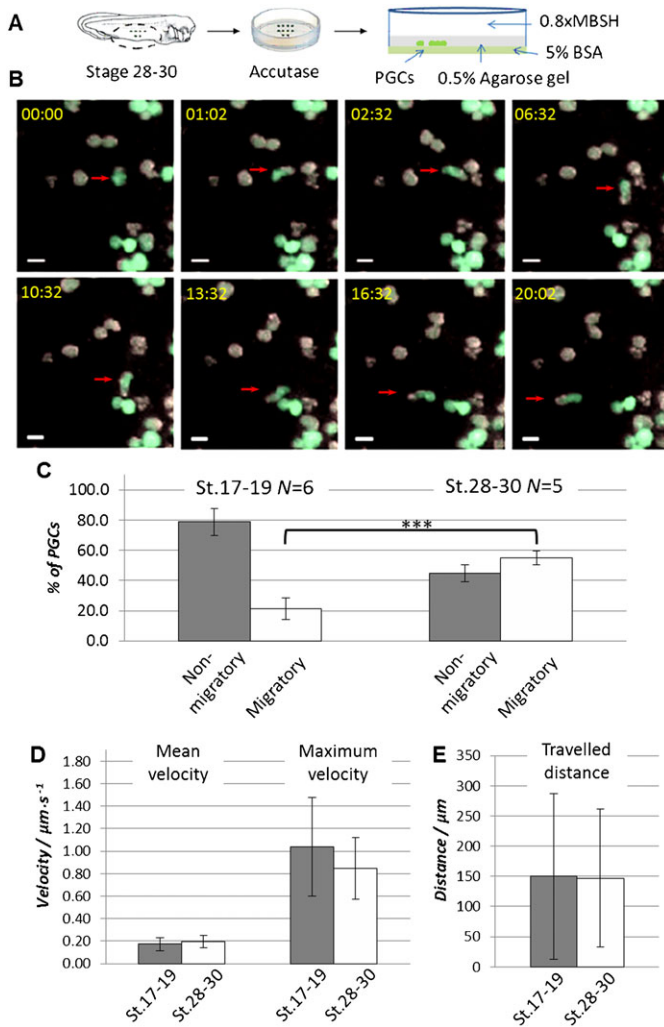 A
Stage 28-30
Accutase
0.8xMBSH
5% BSA
PGCs
0.5% Agarose gel
B
00:00
01:02
02:32
06:32
10:32
13:32
16:32
20:02
C
St.17-19 N=6
St.28-30 N=5
% of PGCs
100.0
80.0
60.0
40.0
20.0
0.0
***
Non-
migratory
Migratory
Non-
migratory
Migratory
D
Mean
velocity
Maximum
velocity
Velocity / μm·s⁻¹
1.80
1.60
1.40
1.20
1.00
0.80
0.60
0.40
0.20
0.00
St.17-19
St.28-30
St.17-19
St.28-30
E
Travelled
distance
Distance / μm
350
300
250
200
150
100
50
0
St.17-19
St.28-30